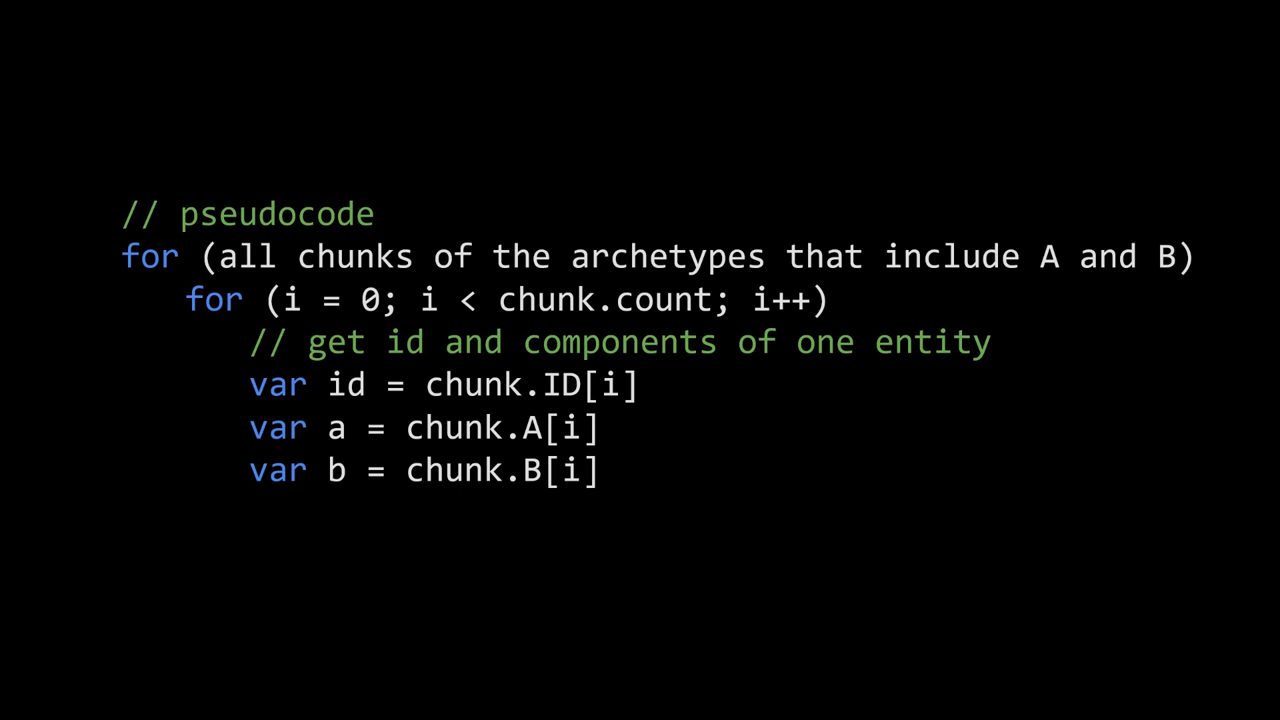 // pseudocode
for (all chunks of the archetypes that include A and B)
for (i = 0; i < chunk.count; i++)
// get id and components of one entity
var id = chunk.ID[i]
var a = chunk.A[i]
var b = chunk.B[i]